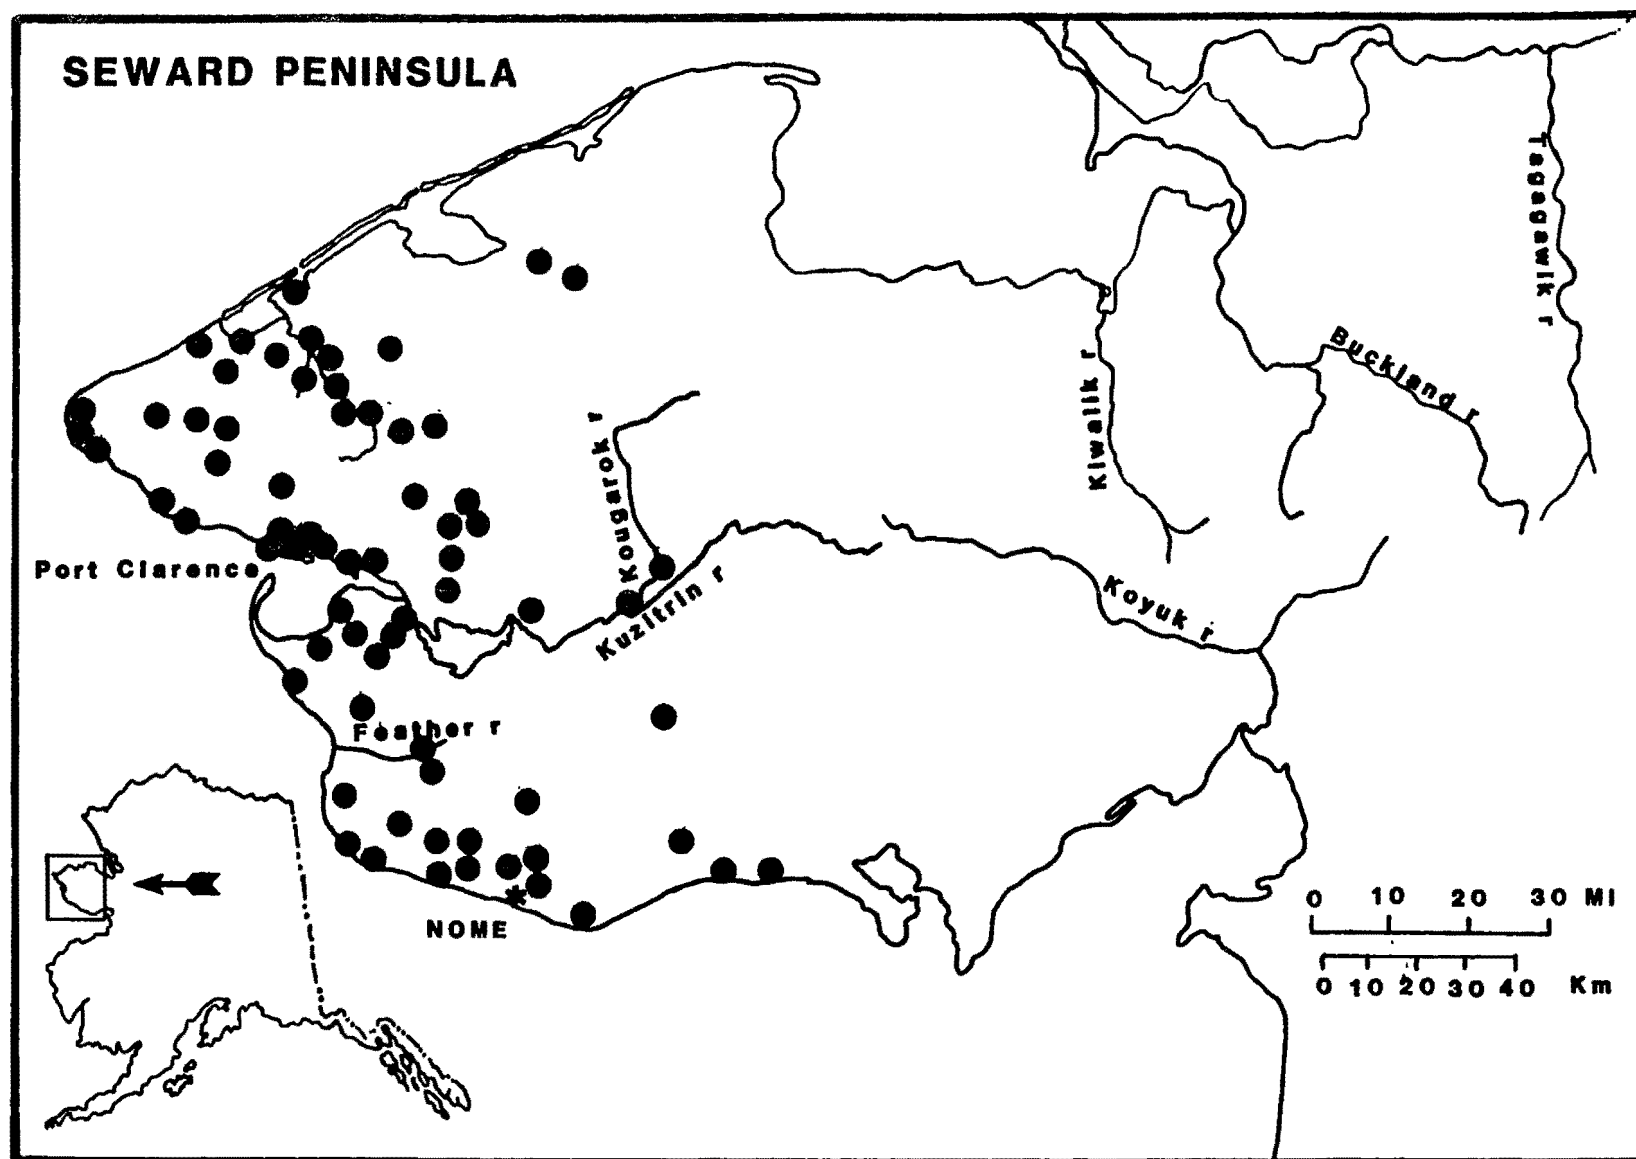 SEWARD PENINSULA
Tagagawik r
Buckland r
Kiwalik r
Kougarok r
Port Clarence
Kuzitrin r
Koyuk r
Feather r
NOME
0 10 20 30 MI
0 10 20 30 40 Km